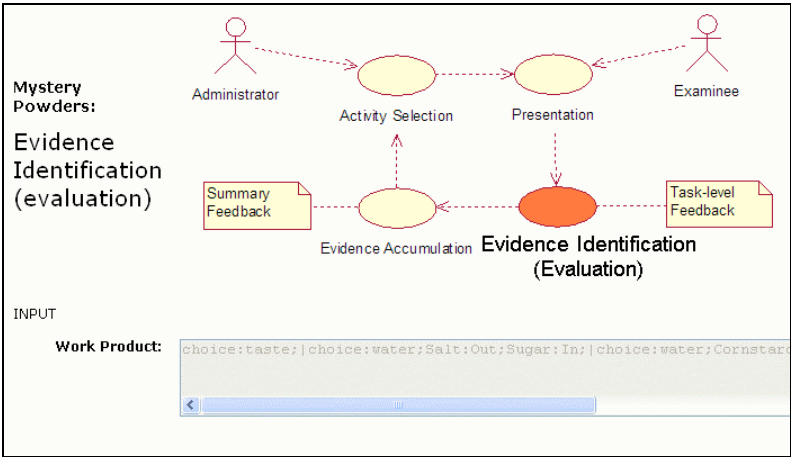 Mystery
Powders:
Evidence
Identification
(evaluation)
Administrator
Activity Selection
Presentation
Examinee
Summary
Feedback
Task-level
Feedback
Evidence Accumulation
Evidence Identification
(Evaluation)
INPUT
Work Product:
choice:taste;|choice:water;Salt:Out;Sugar:In;|choice:water;Cornstarc